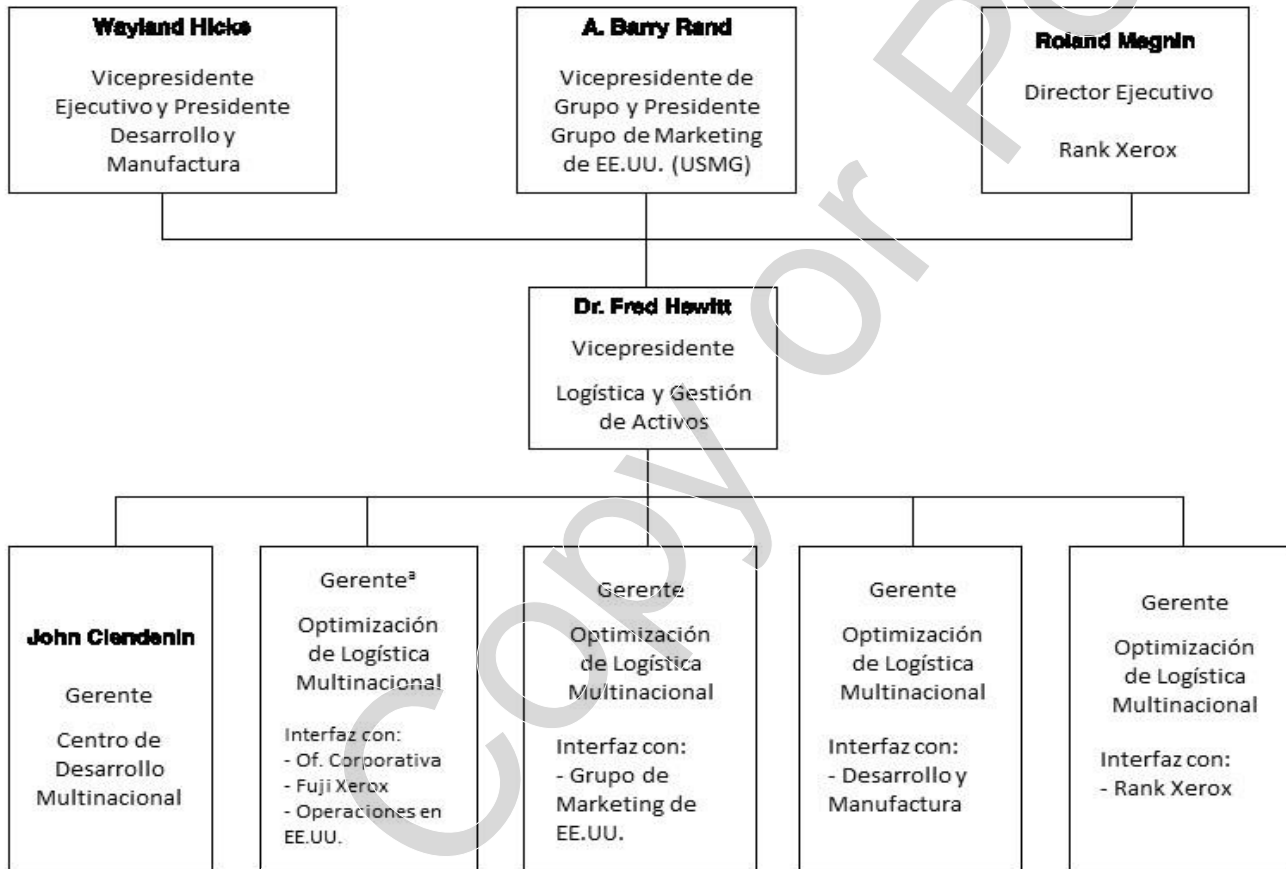 Wayland Hicks
Vicepresidente
Ejecutivo y Presidente
Desarrollo y
Manufactura
A. Barry Rand
Vicepresidente de
Grupo y Presidente
Grupo de Marketing
de EE.UU. (USMG)
Roland Magnin
Director Ejecutivo
Rank Xerox
Dr. Fred Hewitt
Vicepresidente
Logística y Gestión
de Activos
John Clendenin
Gerente
Centro de
Desarrollo
Multinacional
Gerenteª
Optimización
de Logística
Multinacional
Interfaz con:
- Of. Corporativa
- Fuji Xerox
- Operaciones en
EE.UU.
Gerente
Optimización
de Logística
Multinacional
Interfaz con:
- Grupo de
Marketing de
EE.UU.
Gerente
Optimización
de Logística
Multinacional
Interfaz con:
- Desarrollo y
Manufactura
Gerente
Optimización
de Logística
Multinacional
Interfaz con:
- Rank Xerox
Copy or Po